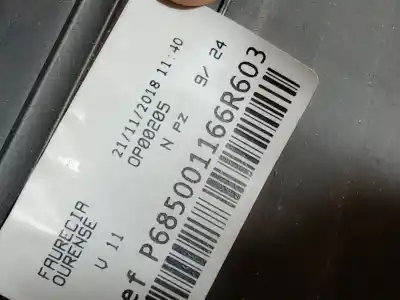 FAURECIA
OURENSE
V 11
21/11/2018 11:40
OP00205
N Pz 9/ 24
ef P685001166R603